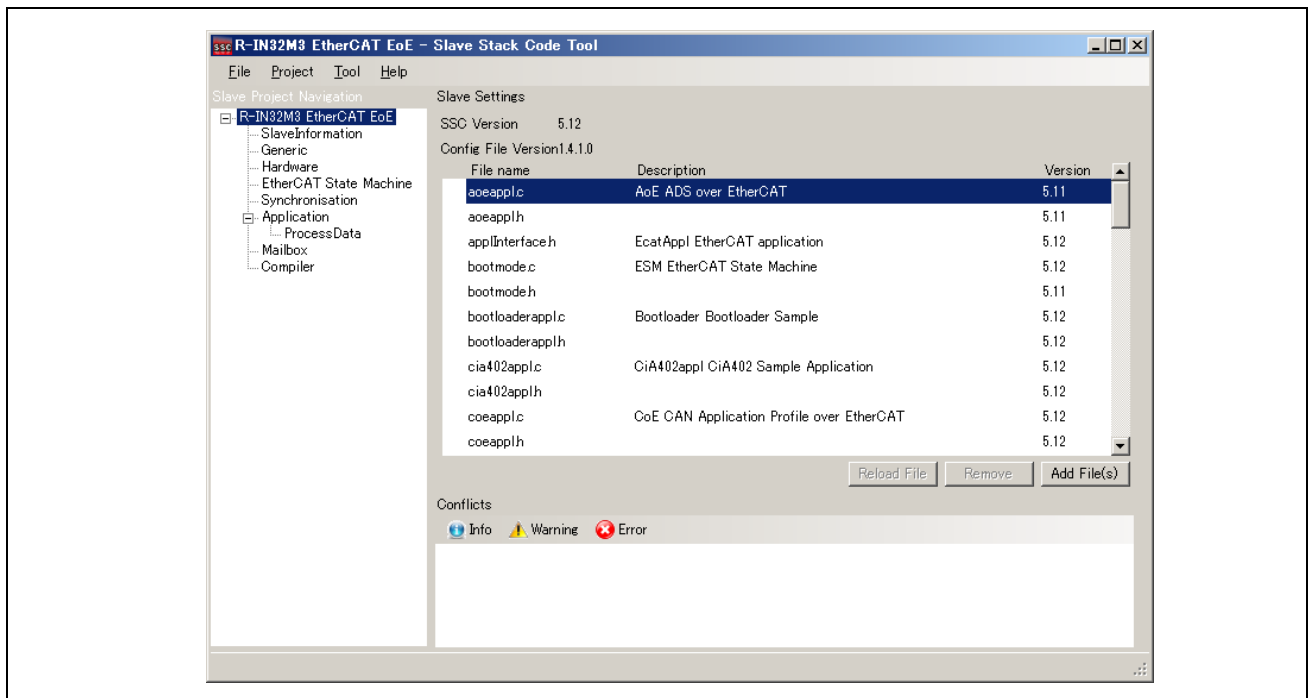 R-IN32M3 EtherCAT EoE - Slave Stack Code Tool
File Project Tool Help
Slave Project Navigation
R-IN32M3 EtherCAT EoE
SlaveInformation
Generic
Hardware
EtherCAT State Machine
Synchronisation
Application
ProcessData
Mailbox
Compiler
Slave Settings
SSC Version 5.12
Config File Version1.4.1.0
File name Description Version
aoeappl.c AoE ADS over EtherCAT 5.11
aoeappl.h 5.11
applInterface.h EcatAppl EtherCAT application 5.12
bootmode.c ESM EtherCAT State Machine 5.12
bootmode.h 5.11
bootloaderappl.c Bootloader Bootloader Sample 5.12
bootloaderappl.h 5.12
cia402appl.c CiA402appl CiA402 Sample Application 5.12
cia402appl.h 5.12
coeappl.c CoE CAN Application Profile over EtherCAT 5.12
coeappl.h 5.12
Reload File Remove Add File(s)
Conflicts
Info Warning Error